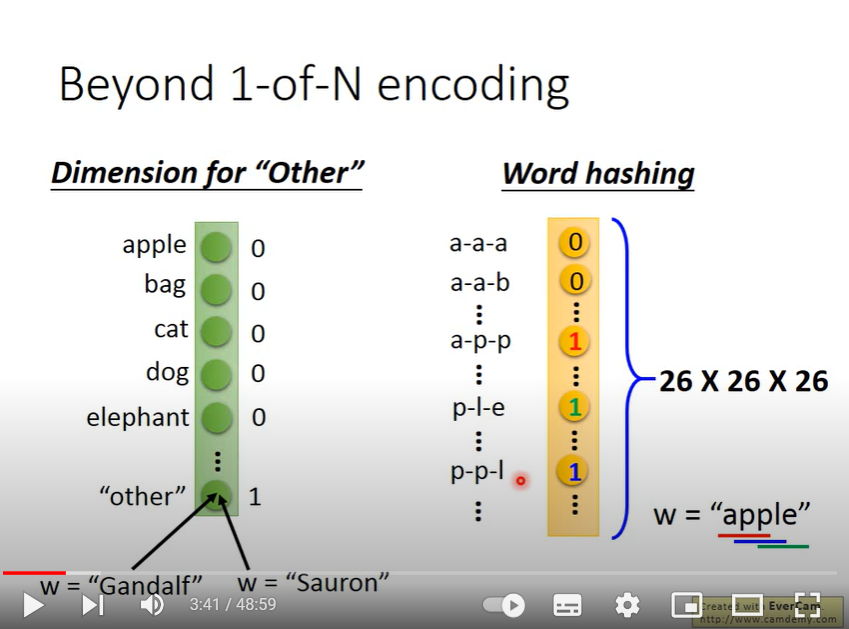 Beyond 1-of-N encoding
Dimension for “Other”
apple 0
bag 0
cat 0
dog 0
elephant 0
“other” 1
w = “Gandalf” w = “Sauron”
Word hashing
a-a-a 0
a-a-b 0
a-p-p 1
p-l-e 1
p-p-l 1
26 X 26 X 26
w = “apple”
3:41 / 48:59
Created with EverCam.
http://www.camdemy.com